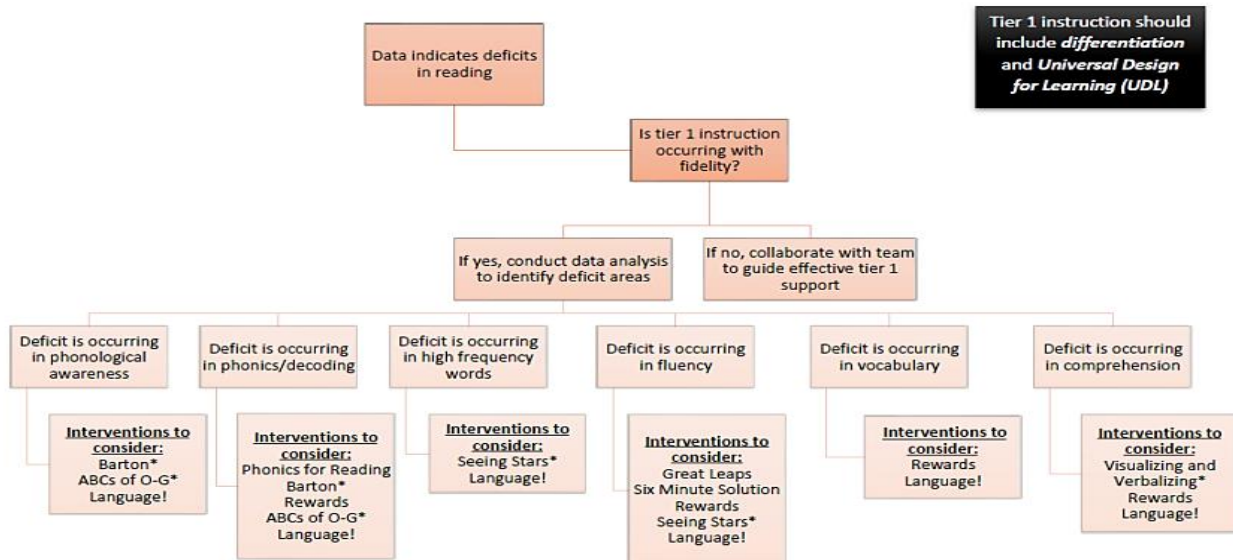 Tier 1 instruction should
include differentiation
and Universal Design
for Learning (UDL)
Data indicates deficits
in reading
Is tier 1 instruction
occurring with
fidelity?
If yes, conduct data analysis
to identify deficit areas
If no, collaborate with team
to guide effective tier 1
support
Deficit is occurring
in phonological
awareness
Deficit is occurring
in phonics/decoding
Deficit is occurring
in high frequency
words
Deficit is occurring
in fluency
Deficit is occurring
in vocabulary
Deficit is occurring
in comprehension
Interventions to
consider:
Barton*
ABCs of O-G*
Language!
Interventions to
consider:
Phonics for Reading
Barton*
Rewards
ABCs of O-G*
Language!
Interventions to
consider:
Seeing Stars*
Language!
Interventions to
consider:
Great Leaps
Six Minute Solution
Rewards
Seeing Stars*
Language!
Interventions to
consider:
Rewards
Language!
Interventions to
consider:
Visualizing and
Verbalizing*
Rewards
Language!